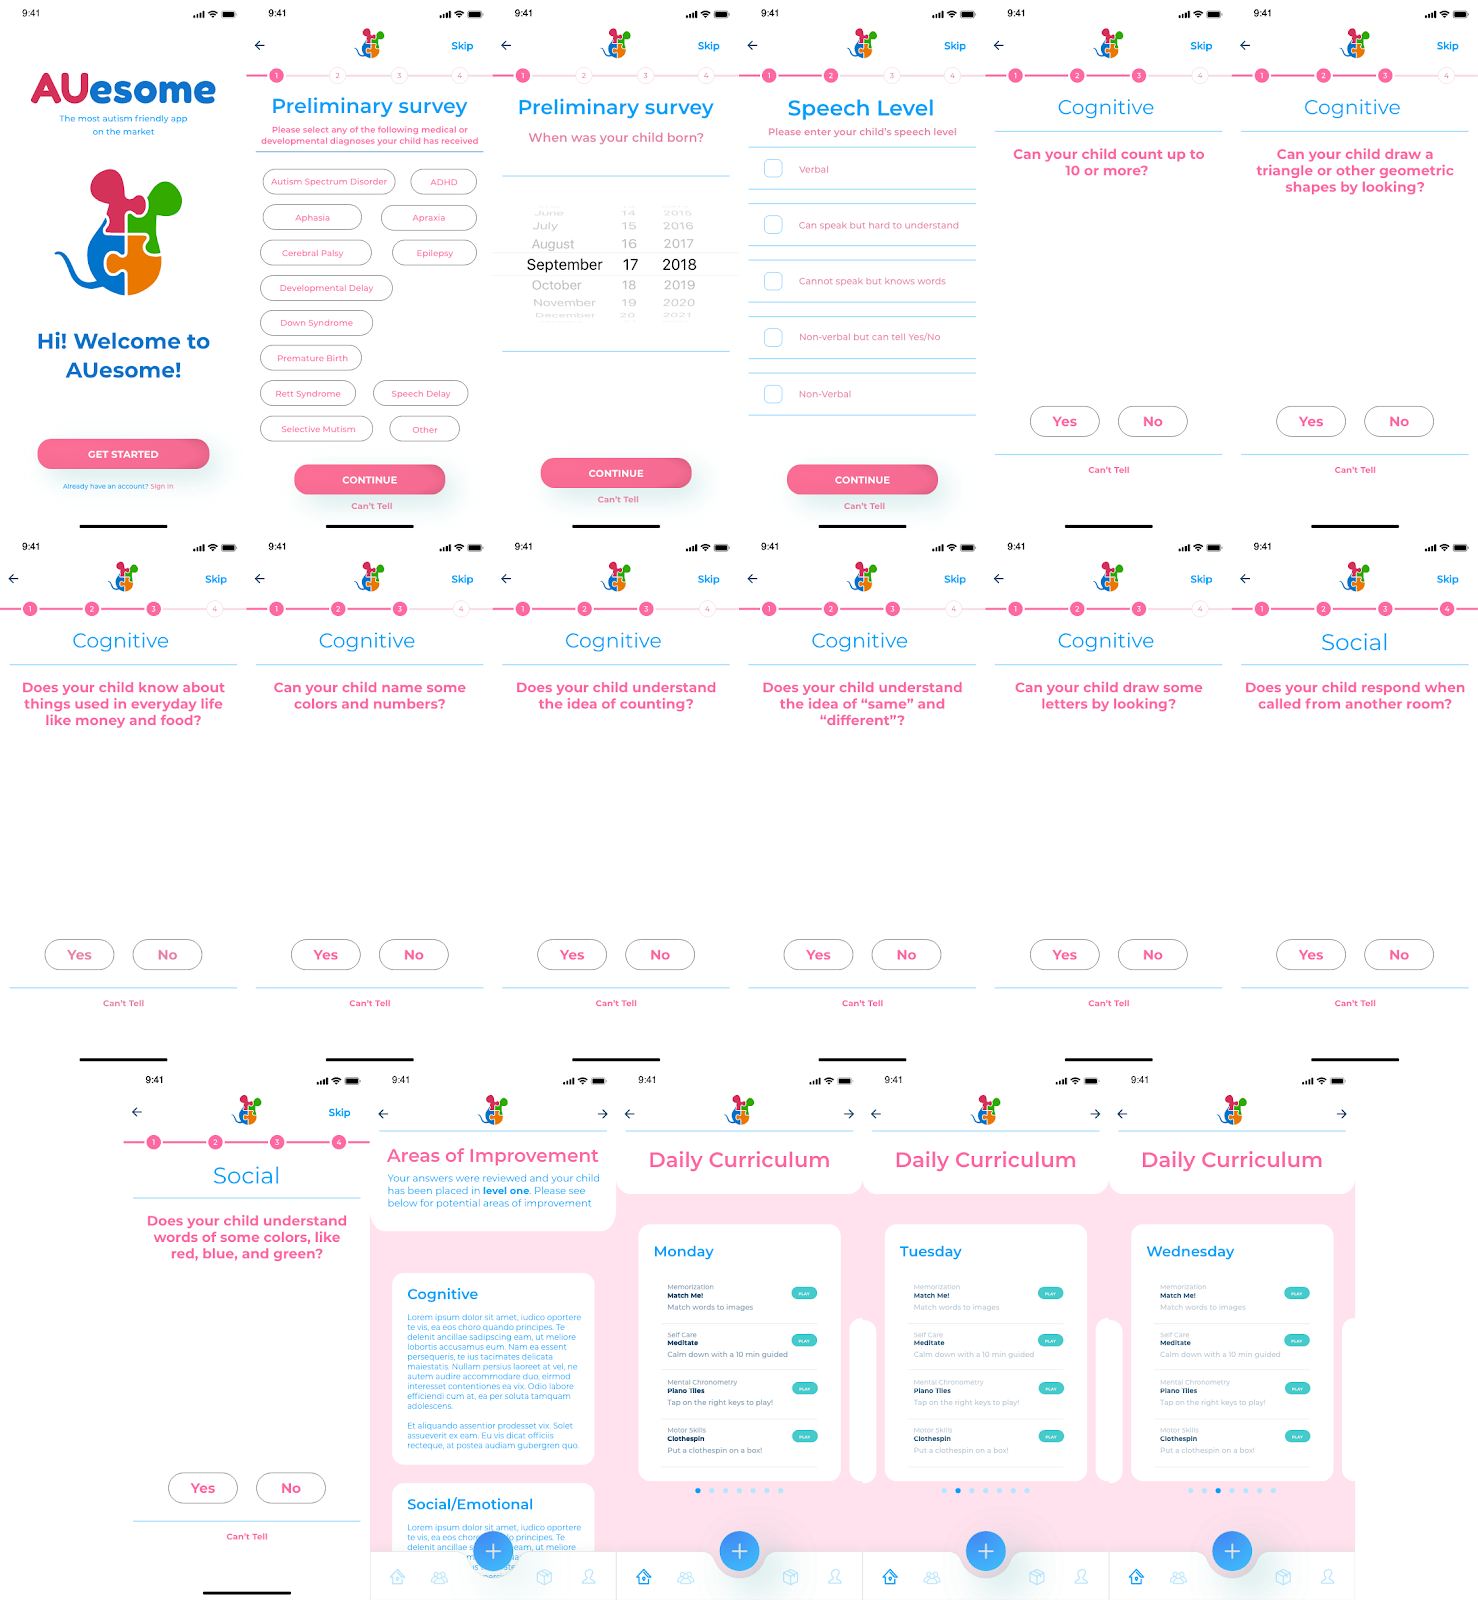 9:41
AUesome
The most autism friendly app
on the market
Hi! Welcome to
AUesome!
GET STARTED
Already have an account? Sign In
9:41
Skip
1 2 3 4
Preliminary survey
Please select any of the following medical or
developmental diagnoses your child has received
Autism Spectrum Disorder ADHD
Aphasia Apraxia
Cerebral Palsy Epilepsy
Developmental Delay
Down Syndrome
Premature Birth
Rett Syndrome Speech Delay
Selective Mutism Other
CONTINUE
Can't Tell
9:41
Skip
1 2 3 4
Preliminary survey
When was your child born?
June 14 2015
July 15 2016
August 16 2017
September 17 2018
October 18 2019
November 19 2020
December 20 2021
CONTINUE
Can't Tell
9:41
Skip
1 2 3 4
Speech Level
Please enter your child's speech level
Verbal
Can speak but hard to understand
Cannot speak but knows words
Non-verbal but can tell Yes/No
Non-Verbal
CONTINUE
Can't Tell
9:41
Skip
1 2 3 4
Cognitive
Can your child count up to
10 or more?
Yes No
Can't Tell
9:41
Skip
1 2 3 4
Cognitive
Can your child draw a
triangle or other geometric
shapes by looking?
Yes No
Can't Tell
9:41
Skip
1 2 3 4
Cognitive
Does your child know about
things used in everyday life
like money and food?
Yes No
Can't Tell
9:41
Skip
1 2 3 4
Cognitive
Can your child name some
colors and numbers?
Yes No
Can't Tell
9:41
Skip
1 2 3 4
Cognitive
Does your child understand
the idea of counting?
Yes No
Can't Tell
9:41
Skip
1 2 3 4
Cognitive
Does your child understand
the idea of “same” and
“different”?
Yes No
Can't Tell
9:41
Skip
1 2 3 4
Cognitive
Can your child draw some
letters by looking?
Yes No
Can't Tell
9:41
Skip
1 2 3 4
Social
Does your child respond when
called from another room?
Yes No
Can't Tell
9:41
Skip
1 2 3 4
Social
Does your child understand
words of some colors, like
red, blue, and green?
Yes No
Can't Tell
9:41
Areas of Improvement
Your answers were reviewed and your child
has been placed in level one. Please see
below for potential areas of improvement
Cognitive
Lorem ipsum dolor sit amet, iudico oportere
te vis, ea eos choro quando principes. Te
delenit ancillae sadipscing eam, ut meliore
lobortis accusamus eum. Nam ea essent
persequeris, te ius tacimates delicata
maiestatis. Nullam persius laoreet at vel, ne
autem audire accommodare duo, eirmod
interesset contentiones ea vix. Odio labore
efficiendi cum at, ea per soluta tamquam
adolescens.
Et aliquando assentior prodesset vix. Solet
assueverit ex eam. Eu vis dicat officiis
recteque, at postea audiam gubergren quo.
Social/Emotional
Lorem ipsum dolor sit amet, iudico oportere
te vis, ea eos principes. Te
delenit ancillae eam, ut meliore
9:41
Daily Curriculum
Monday
Memorization
Match Me!
Match words to images
PLAY
Self Care
Meditate
Calm down with a 10 min guided
PLAY
Mental Chronometry
Piano Tiles
Tap on the right keys to play!
PLAY
Motor Skills
Clothespin
Put a clothespin on a box!
PLAY
9:41
Daily Curriculum
Tuesday
Memorization
Match Me!
Match words to images
PLAY
Self Care
Meditate
Calm down with a 10 min guided
PLAY
Mental Chronometry
Piano Tiles
Tap on the right keys to play!
PLAY
Motor Skills
Clothespin
Put a clothespin on a box!
PLAY
9:41
Daily Curriculum
Wednesday
Memorization
Match Me!
Match words to images
PLAY
Self Care
Meditate
Calm down with a 10 min guided
PLAY
Mental Chronometry
Piano Tiles
Tap on the right keys to play!
PLAY
Motor Skills
Clothespin
Put a clothespin on a box!
PLAY